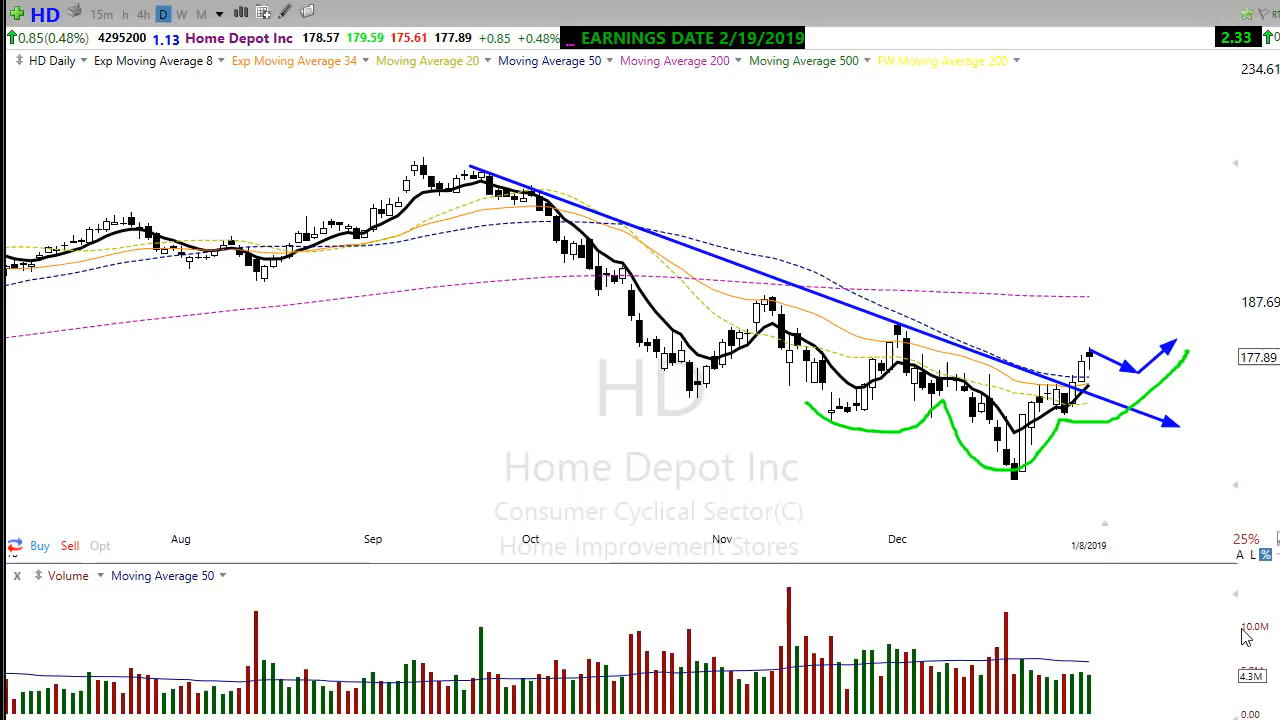 HD 15m h 4h D W M
0.85(0.48%) 4295200 1.13 Home Depot Inc 178.57 179.59 175.61 177.89 +0.85 +0.48% EARNINGS DATE 2/19/2019 2.33
HD Daily Exp Moving Average 8 Exp Moving Average 34 Moving Average 20 Moving Average 50 Moving Average 200 Moving Average 500 FW Moving Average 200
234.61
187.69
177.89
HD
Home Depot Inc
Consumer Cyclical Sector(C)
Home Improvement Stores
Aug Sep Oct Nov Dec 1/8/2019
Buy Sell Opt
25%
A L %
X Volume Moving Average 50
10.0M
4.3M
0.00